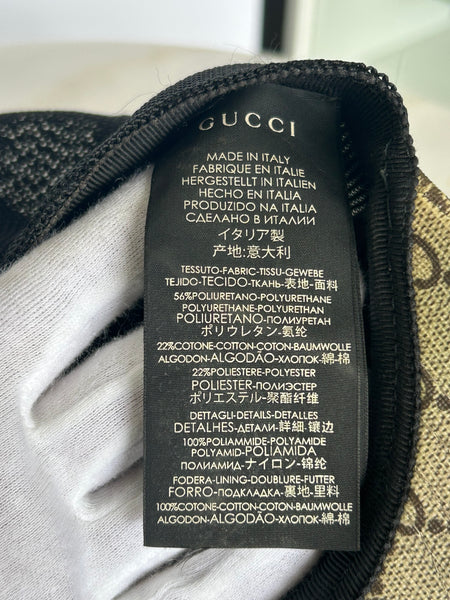 GUCCI
MADE IN ITALY
FABRIQUE EN ITALIE
HERGESTELLT IN ITALIEN
HECHO EN ITALIA
PRODUZIDO NA ITALIA
СДЕЛАНО В ИТАЛИИ
イタリア製
产地:意大利
TESSUTO-FABRIC-TISSU-GEWEBE
TEJIDO-TECIDO-ТКАНЬ-表地-面料
56%POLIURETANO-POLYURETHANE
POLYURETHAN-POLYURETHANE
POLIURETANO-ПОЛИУРЕТАН
ポリウレタン-氨纶
22%COTONE-COTTON-COTON-BAUMWOLLE
ALGODON-ALGODÃO-ХЛОПОК-綿-棉
22%POLIESTERE-POLYESTER
POLIESTER-ПОЛИЭСТЕР
ポリエステル-聚酯纤维
DETTAGLI-DETAILS-DETALLES
DETALHES-ДЕТАЛИ-詳細-镶边
100%POLIAMMIDE-POLYAMIDE
POLYAMID-POLIAMIDA
ПОЛИАМИД-ナイロン-锦纶
FODERA-LINING-DOUBLURE-FUTTER
FORRO-ПОДКЛАДКА-裏地-里料
100%COTONE-COTTON-COTON-BAUMWOLLE
ALGODON-ALGODÃO-ХЛОПОК-綿-棉